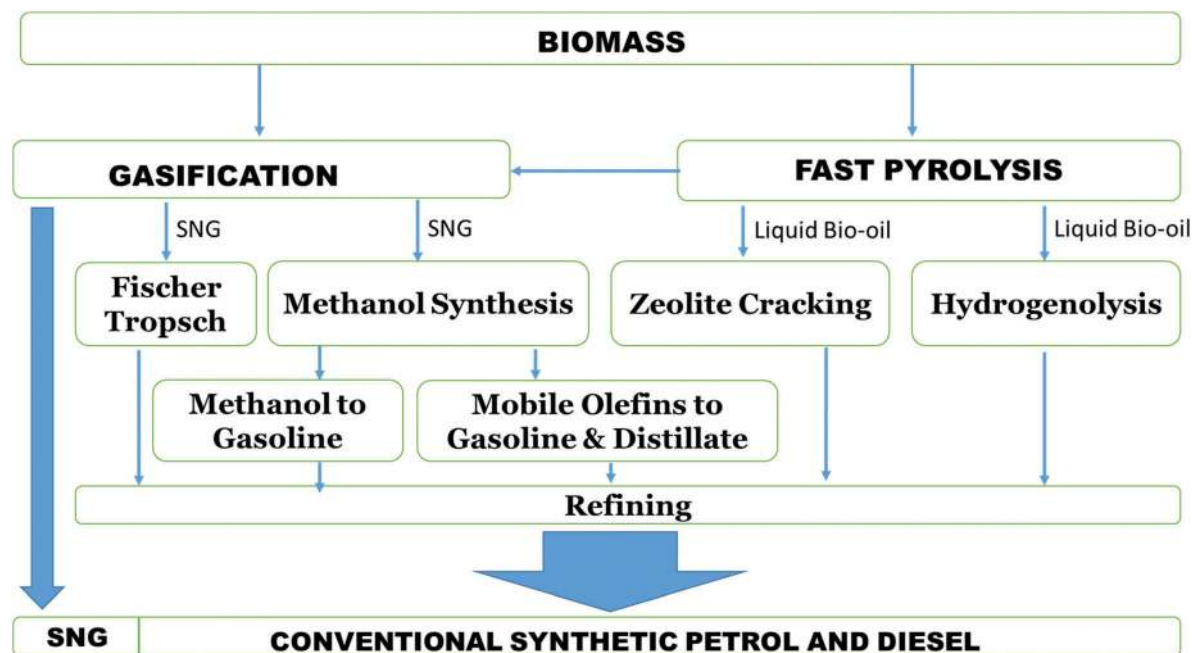 BIOMASS
GASIFICATION
FAST PYROLYSIS
SNG
SNG
Liquid Bio-oil
Liquid Bio-oil
Fischer
Tropsch
Methanol Synthesis
Zeolite Cracking
Hydrogenolysis
Methanol to
Gasoline
Mobile Olefins to
Gasoline & Distillate
Refining
SNG
CONVENTIONAL SYNTHETIC PETROL AND DIESEL